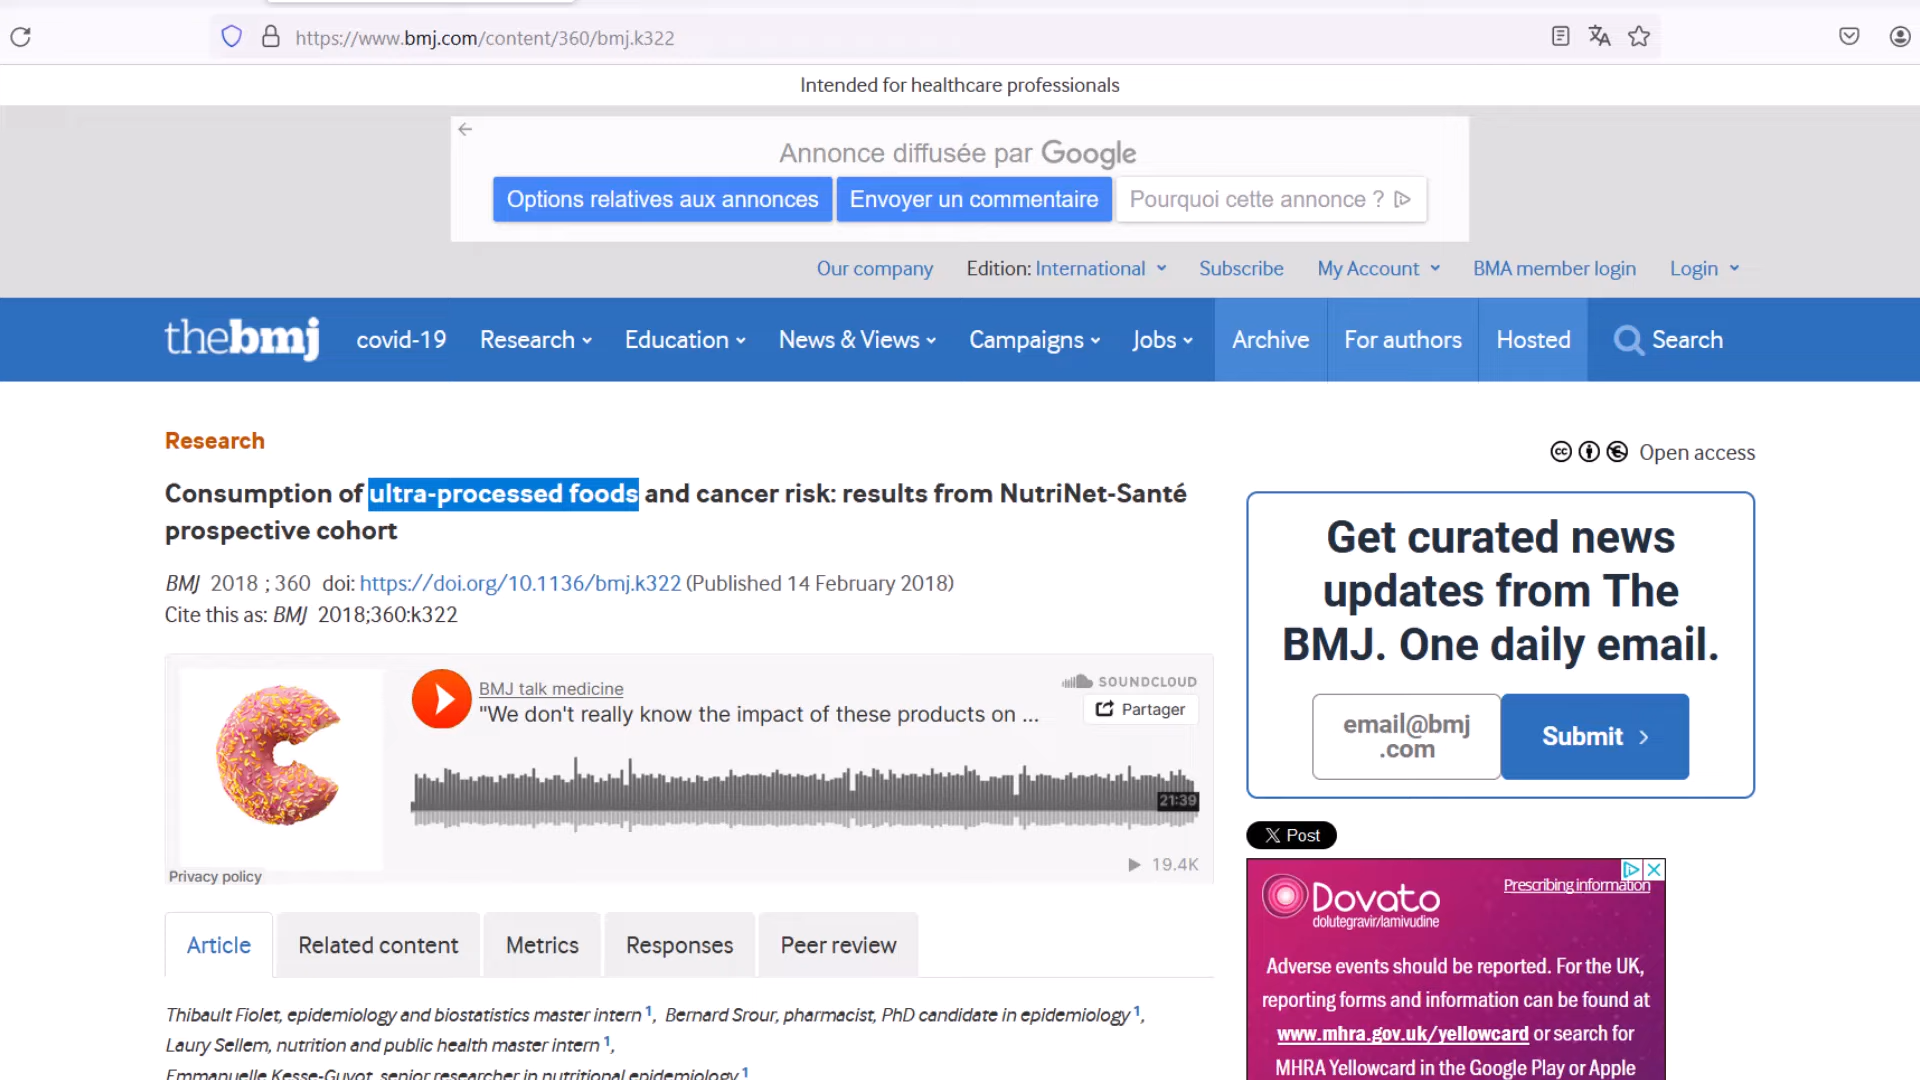 https://www.bmj.com/content/360/bmj.k322
Intended for healthcare professionals
Annonce diffusée par Google
Options relatives aux annonces Envoyer un commentaire Pourquoi cette annonce ?
Our company Edition: International Subscribe My Account BMA member login Login
thebmj covid-19 Research Education News & Views Campaigns Jobs Archive For authors Hosted Search
Research
Open access
Consumption of ultra-processed foods and cancer risk: results from NutriNet-Santé
prospective cohort
BMJ 2018 ; 360 doi: https://doi.org/10.1136/bmj.k322 (Published 14 February 2018)
Cite this as: BMJ 2018;360:k322
Get curated news
updates from The
BMJ. One daily email.
email@bmj
.com
Submit
BMJ talk medicine
SOUNDCLOUD
"We don't really know the impact of these products on ...
Partager
21:39
19.4K
Privacy policy
X Post
Article Related content Metrics Responses Peer review
Thibault Fiolet, epidemiology and biostatistics master intern 1, Bernard Srour, pharmacist, PhD candidate in epidemiology 1,
Laury Sellem, nutrition and public health master intern 1,
Emmanuelle Kesse-Guyot, senior researcher in nutritional epidemiology 1
Prescribing information
Dovato
dolutegravir/lamivudine
Adverse events should be reported. For the UK,
reporting forms and information can be found at
www.mhra.gov.uk/yellowcard or search for
MHRA Yellowcard in the Google Play or Apple